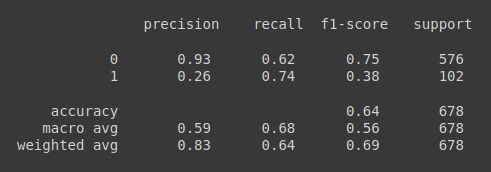 precision recall f1-score support
0 0.93 0.62 0.75 576
1 0.26 0.74 0.38 102
accuracy 0.64 678
macro avg 0.59 0.68 0.56 678
weighted avg 0.83 0.64 0.69 678